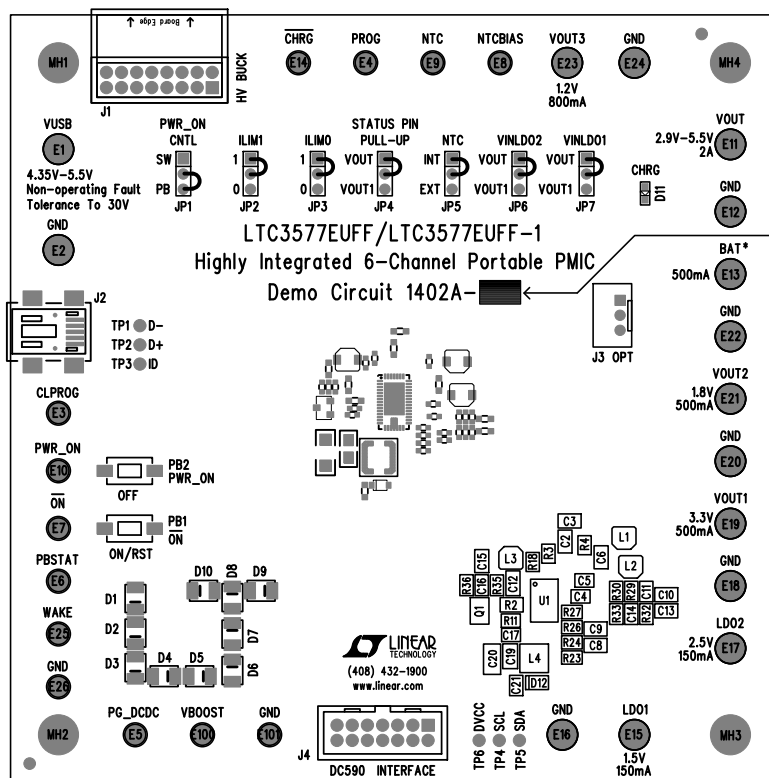 Board Edge
HV BUCK
J1
MH1
CHRG
E14
PROG
E4
NTC
E9
NTCBIAS
E8
VOUT3
E23
1.2V
800mA
GND
E24
MH4
VUSB
E1
4.35V-5.5V
Non-operating Fault
Tolerance To 30V
GND
E2
PWR_ON
CNTL
SW
PB
JP1
ILIM1
1
0
JP2
ILIM0
1
0
JP3
STATUS PIN
PULL-UP
VOUT
VOUT1
JP4
NTC
INT
EXT
JP5
VINLDO2
VOUT
VOUT1
JP6
VINLDO1
VOUT
VOUT1
JP7
CHRG
D11
VOUT
2.9V-5.5V
2A
E11
GND
E12
LTC3577EUFF/LTC3577EUFF-1
Highly Integrated 6-Channel Portable PMIC
Demo Circuit 1402A-
BAT*
500mA
E13
GND
E22
J3 OPT
J2
TP1 D-
TP2 D+
TP3 ID
CLPROG
E3
PWR_ON
E10
PB2
PWR_ON
OFF
ON
E7
PB1
ON
ON/RST
PBSTAT
E6
WAKE
E25
GND
E26
VOUT2
1.8V
500mA
E21
GND
E20
VOUT1
3.3V
500mA
E19
GND
E18
LDO2
2.5V
150mA
E17
D10
D8
D9
D1
D2
D3
D4
D5
D7
D6
C3
C2
R4
C6
L1
L2
R18
R3
L3
C15
R36
C16
R35
C12
Q1
R2
R11
C17
U1
C5
C4
R27
R26
R24
R23
C9
C8
R30
R29
C11
C10
R33
C14
R32
C13
C20
C19
L4
C21
D12
LINEAR
TECHNOLOGY
(408) 432-1900
www.linear.com
MH2
PG_DCDC
E5
VBOOST
E100
GND
E101
J4
DC590 INTERFACE
TP6 DVCC
TP4 SCL
TP5 SDA
GND
E16
LDO1
E15
1.5V
150mA
MH3